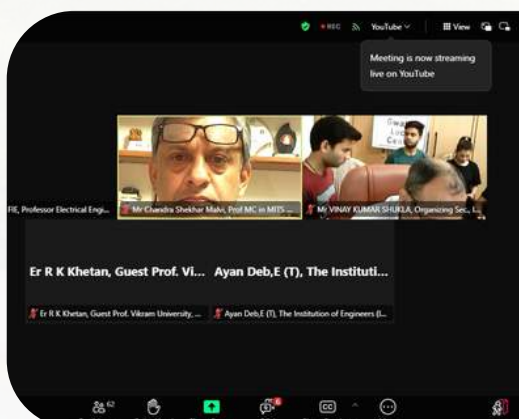 REC
YouTube
View
Meeting is now streaming
live on YouTube
FIE, Professor Electrical Engi...
Mr Chandra Shekhar Malvi, Prof MC in MITS ...
Mr VINAY KUMAR SHUKLA, Organizing Sec., I...
Er R K Khetan, Guest Prof. Vi...
Ayan Deb,E (T), The Instituti...
Er R K Khetan, Guest Prof. Vikram University, ...
Ayan Deb,E (T), The Institution of Engineers (I...
62
6
CC